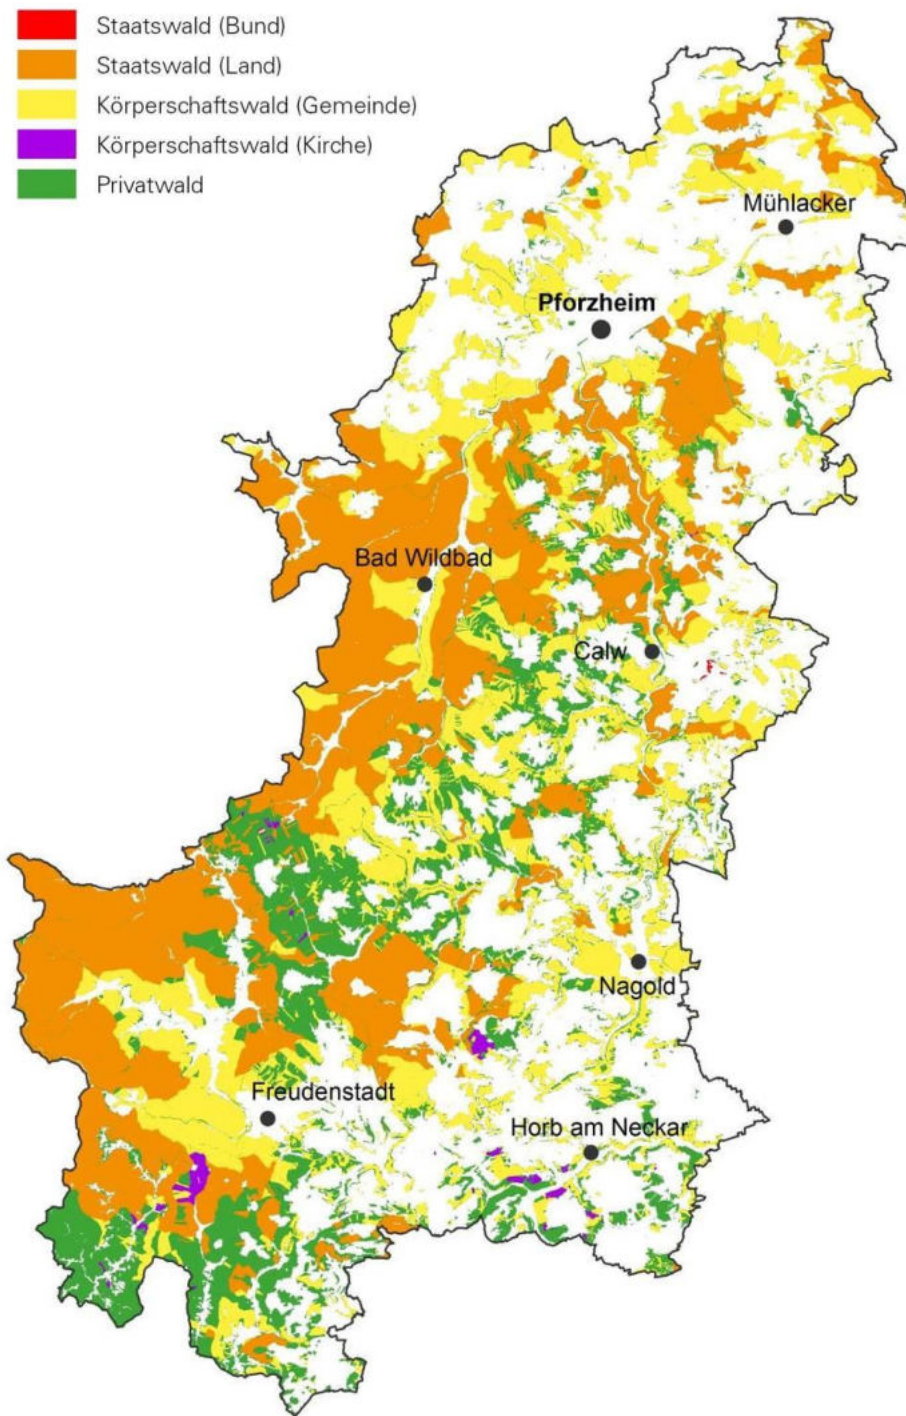 Staatswald (Bund)
Staatswald (Land)
Körperschaftswald (Gemeinde)
Körperschaftswald (Kirche)
Privatwald
Mühlacker
Pforzheim
Bad Wildbad
Calw
Nagold
Freudenstadt
Horb am Neckar